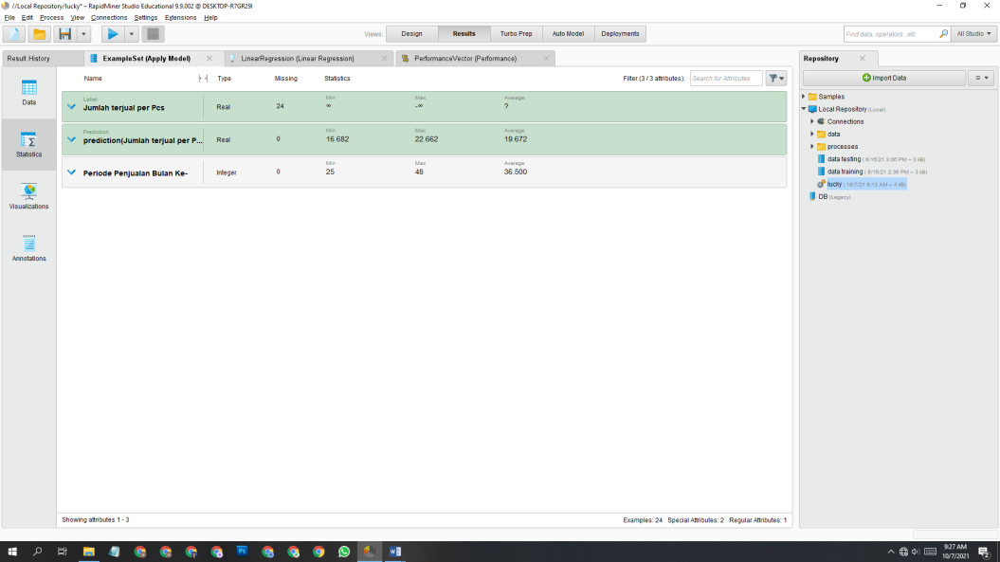 //Local Repository/lucky* – RapidMiner Studio Educational 9.9.002 @ DESKTOP-R7GR29I
File Edit Process View Connections Settings Extensions Help
Views: Design Results Turbo Prep Auto Model Deployments Find data, operators...etc All Studio
Result History ExampleSet (Apply Model) LinearRegression (Linear Regression) PerformanceVector (Performance) Repository
Name Type Missing Statistics Filter (3 / 3 attributes): Search for Attributes
Import Data
Data
Statistics
Visualizations
Annotations
Label
Jumlah terjual per Pcs Real 24
Min Max Average
∞ -∞ ?
Prediction
prediction(Jumlah terjual per P... Real 0
Min Max Average
16.682 22.662 19.672
Periode Penjualan Bulan Ke- Integer 0
Min Max Average
25 48 36.500
Samples
Local Repository (Local)
Connections
data
processes
data testing ( 8/16/21 3:06 PM – 3 kB)
data training ( 8/16/21 2:36 PM – 3 kB)
lucky ( 10/7/21 9:13 AM – 4 kB)
DB (Legacy)
Showing attributes 1 - 3
Examples: 24 Special Attributes: 2 Regular Attributes: 1
Ps
W
9:27 AM
10/7/2021
2